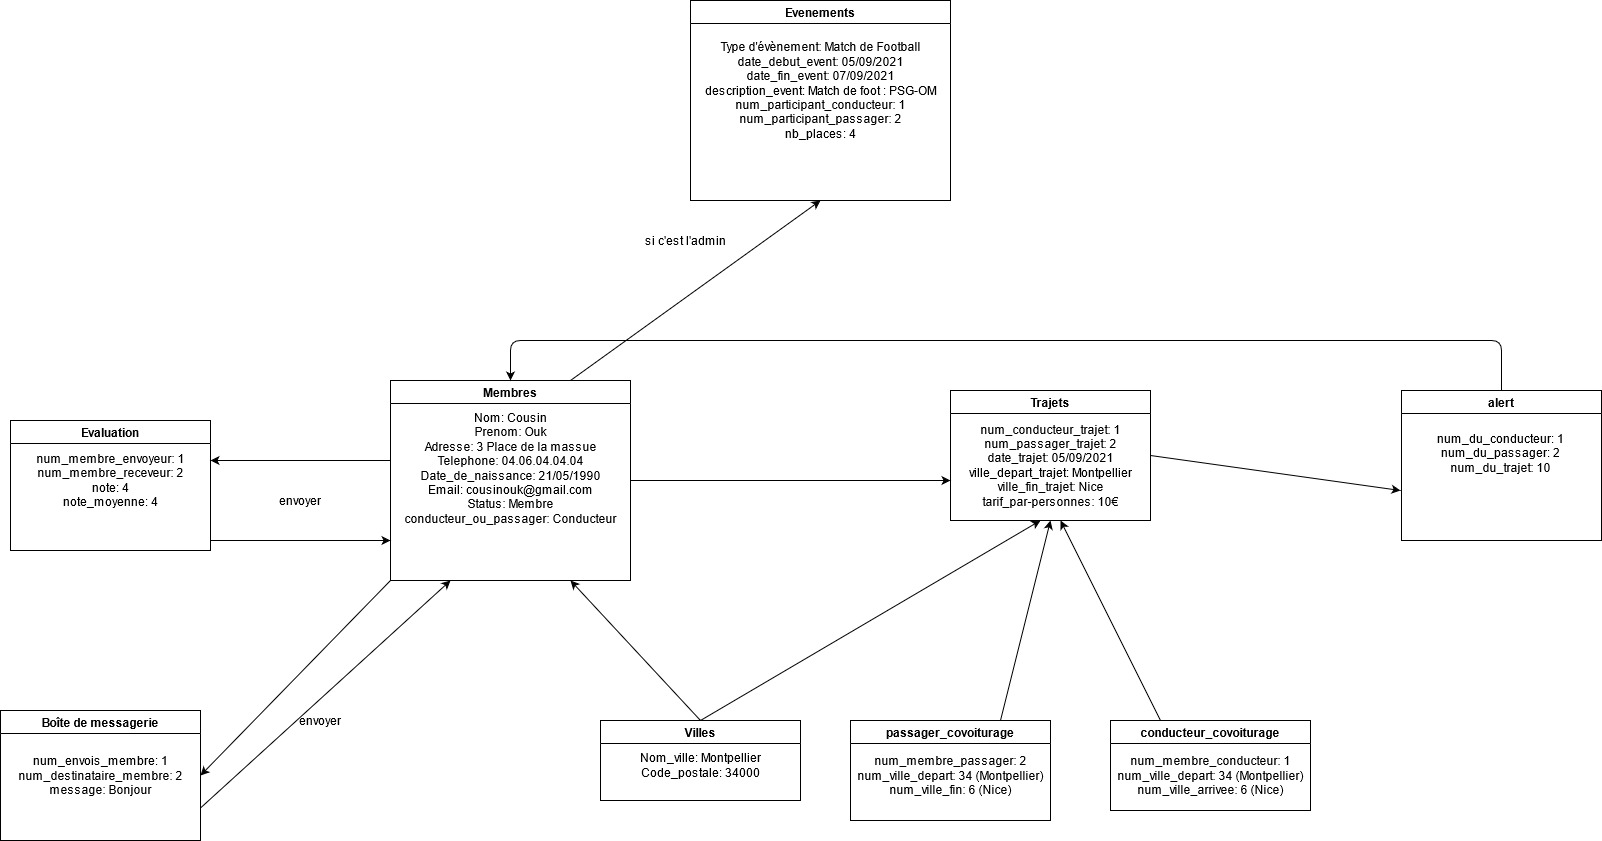 Evenements
Type d'évènement: Match de Football
date_debut_event: 05/09/2021
date_fin_event: 07/09/2021
description_event: Match de foot : PSG-OM
num_participant_conducteur: 1
num_participant_passager: 2
nb_places: 4
si c'est l'admin
Membres
Nom: Cousin
Prenom: Ouk
Adresse: 3 Place de la massue
Telephone: 04.06.04.04.04
Date_de_naissance: 21/05/1990
Email: cousinouk@gmail.com
Status: Membre
conducteur_ou_passager: Conducteur
Trajets
num_conducteur_trajet: 1
num_passager_trajet: 2
date_trajet: 05/09/2021
ville_depart_trajet: Montpellier
ville_fin_trajet: Nice
tarif_par-personnes: 10€
alert
num_du_conducteur: 1
num_du_passager: 2
num_du_trajet: 10
Evaluation
num_membre_envoyeur: 1
num_membre_receveur: 2
note: 4
note_moyenne: 4
envoyer
Boîte de messagerie
num_envois_membre: 1
num_destinataire_membre: 2
message: Bonjour
envoyer
Villes
Nom_ville: Montpellier
Code_postale: 34000
passager_covoiturage
num_membre_passager: 2
num_ville_depart: 34 (Montpellier)
num_ville_fin: 6 (Nice)
conducteur_covoiturage
num_membre_conducteur: 1
num_ville_depart: 34 (Montpellier)
num_ville_arrivee: 6 (Nice)